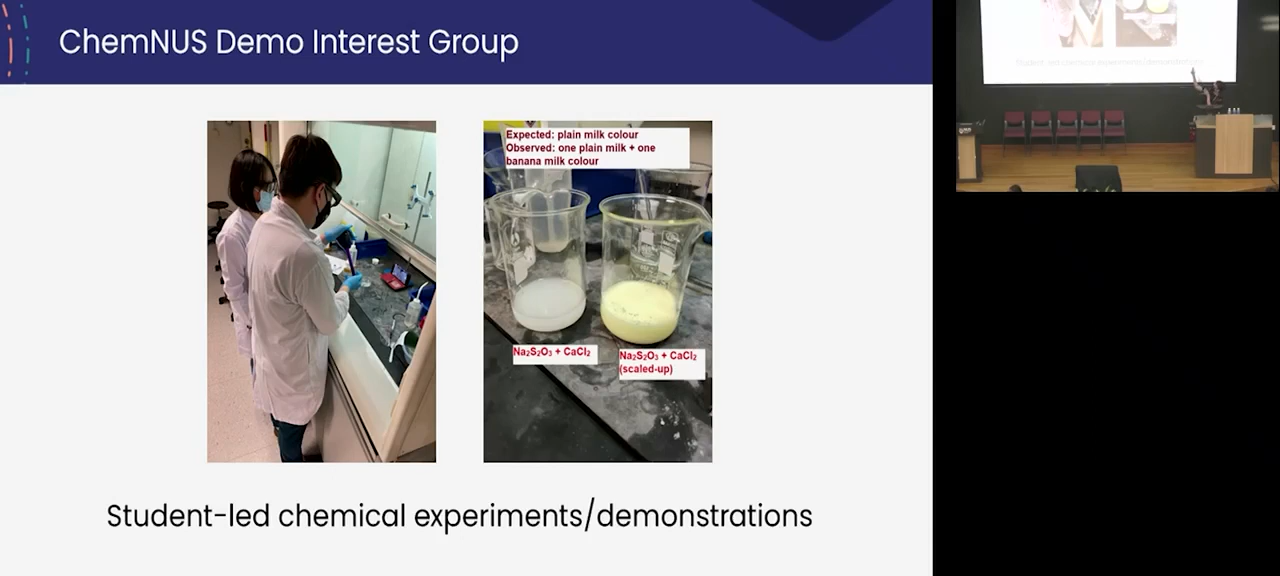 ChemNUS Demo Interest Group
Expected: plain milk colour
Observed: one plain milk + one
banana milk colour
Na₂S₂O₃ + CaCl₂
Na₂S₂O₃ + CaCl₂
(scaled-up)
Student-led chemical experiments/demonstrations